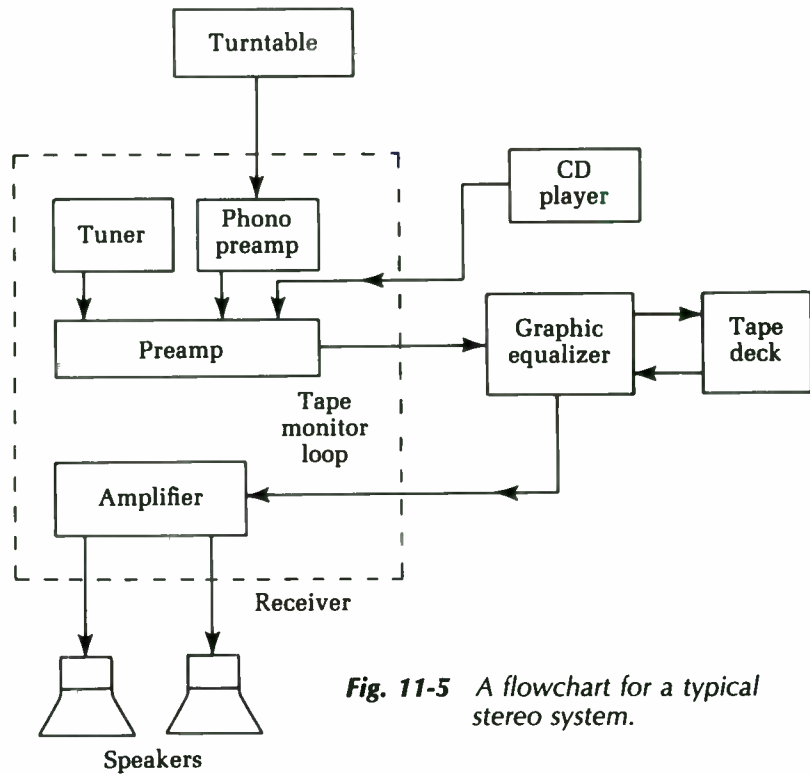 Turntable
CD
player
Tuner
Phono
preamp
Preamp
Graphic
equalizer
Tape
deck
Tape
monitor
loop
Amplifier
Receiver
Fig. 11-5 A flowchart for a typical
stereo system.
Speakers